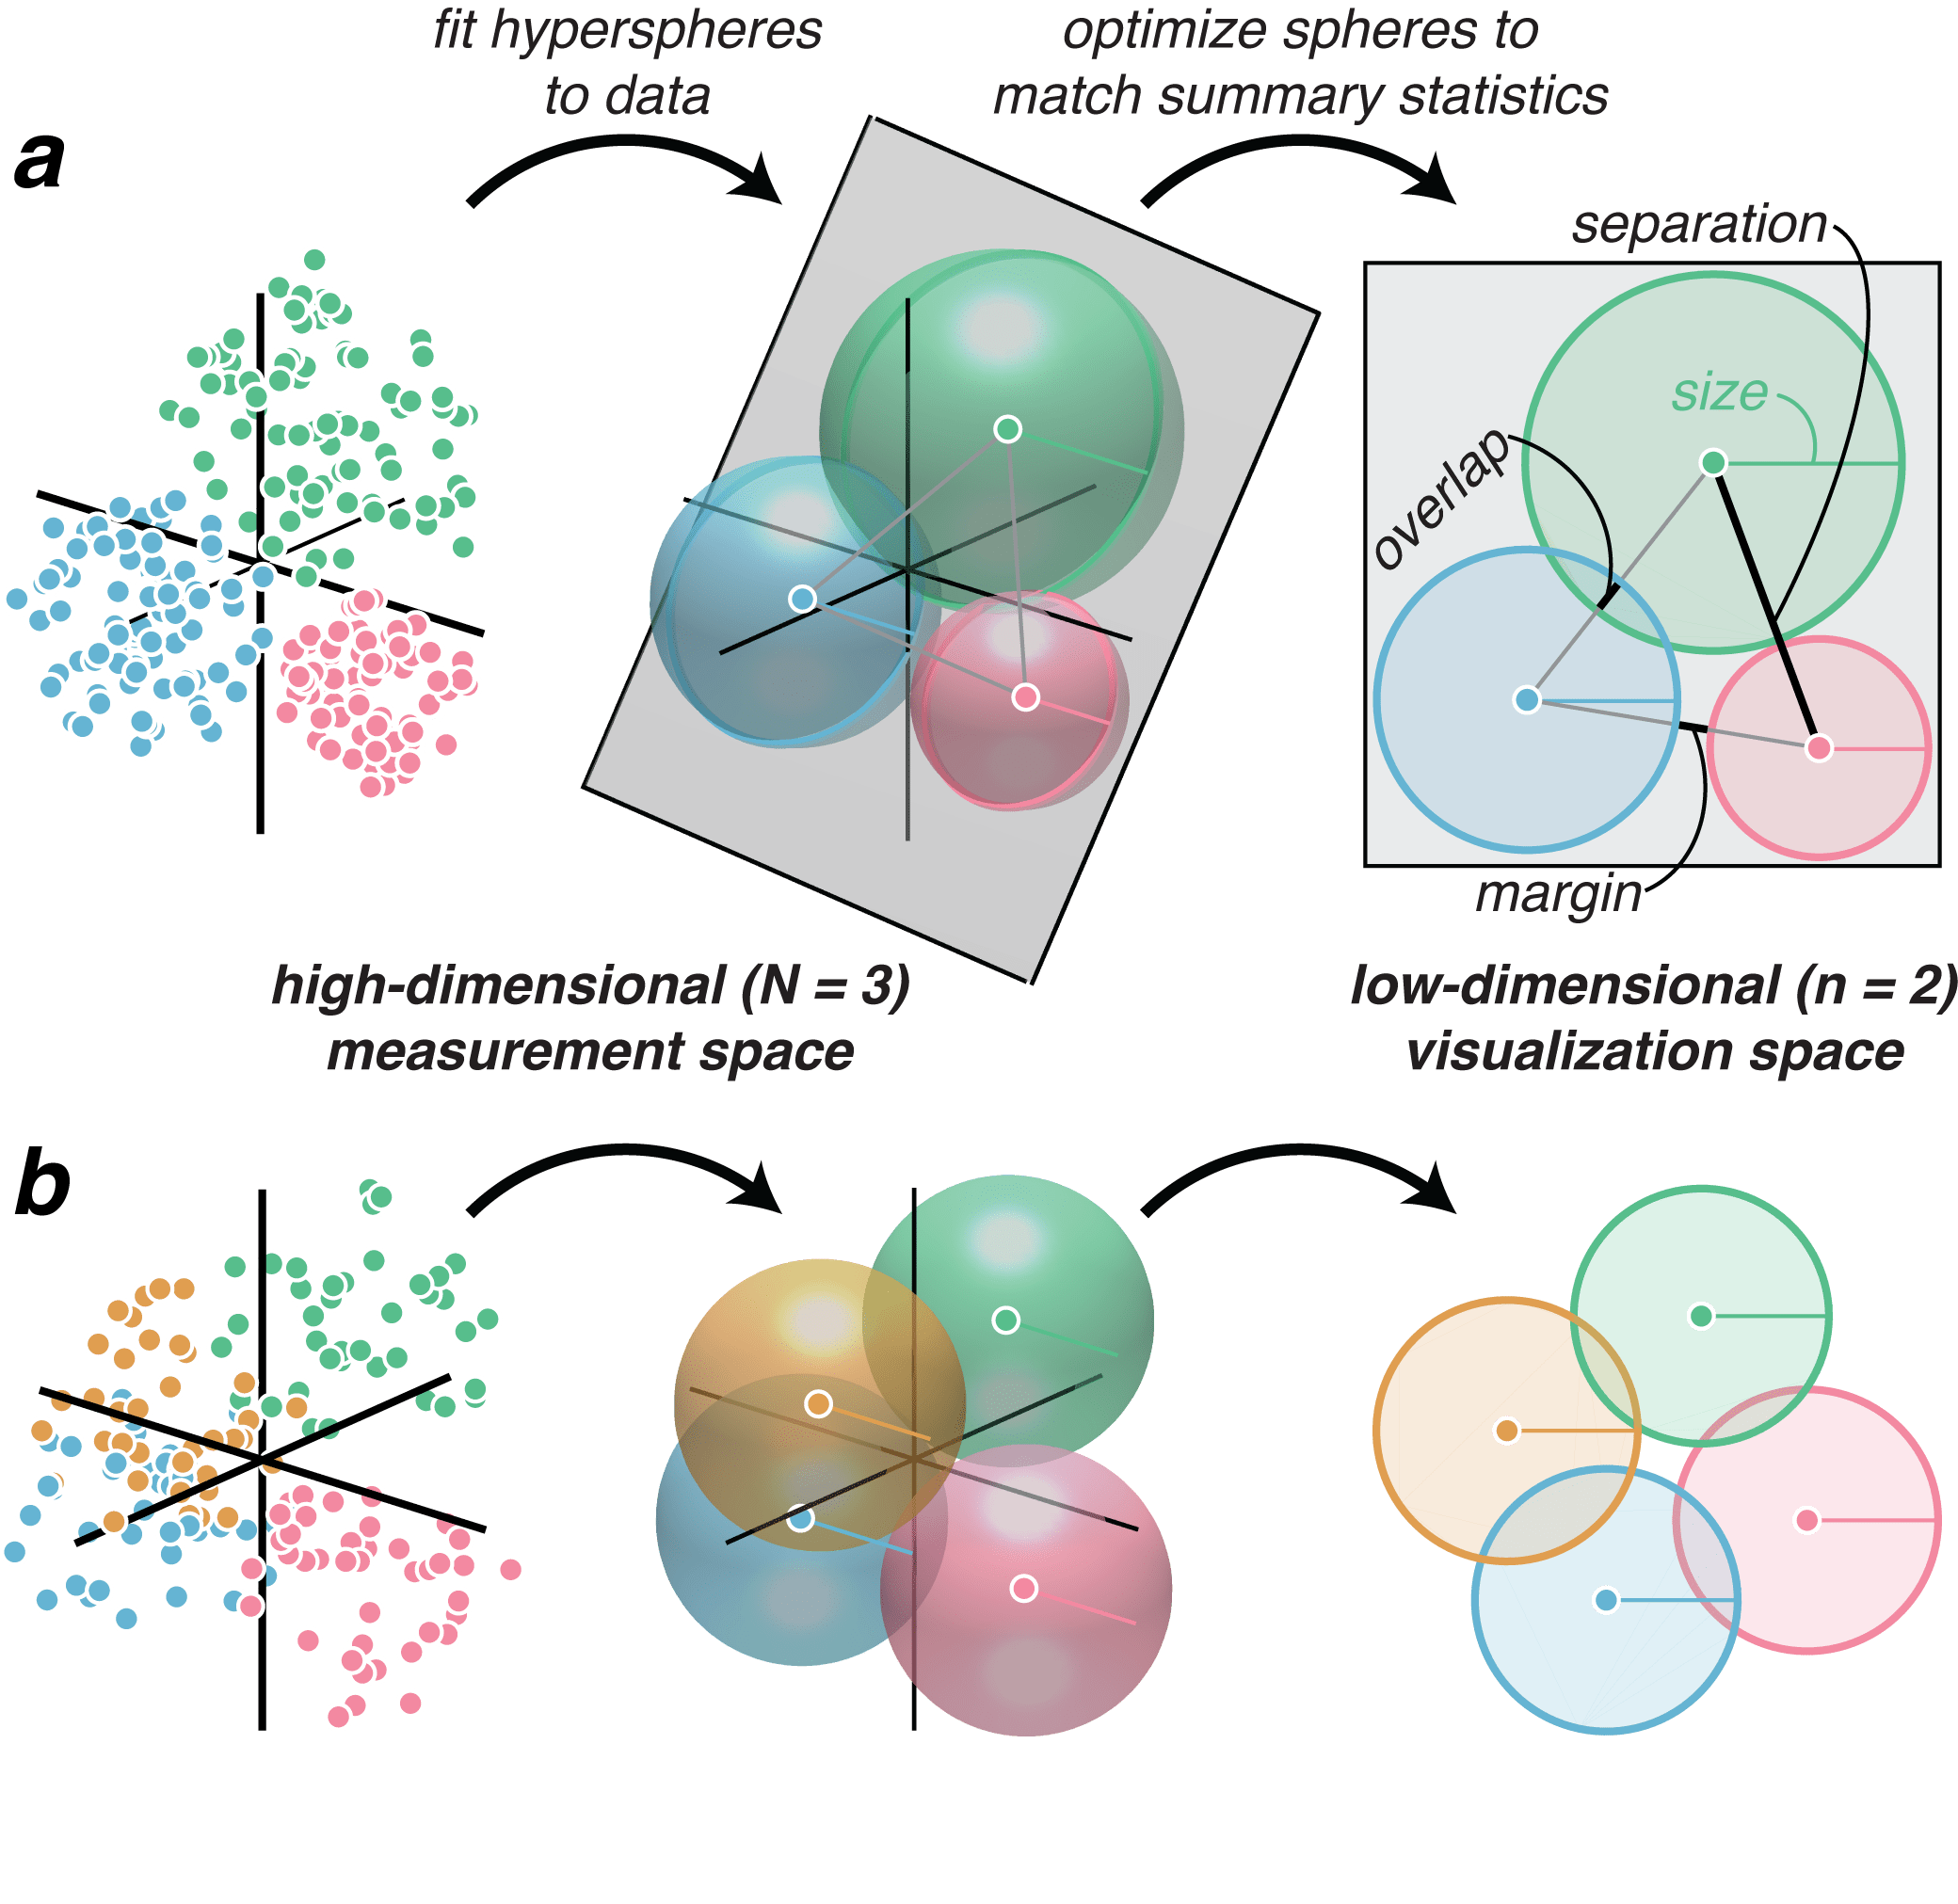 fit hyperspheres
to data
optimize spheres to
match summary statistics
a
separation
size
overlap
margin
high-dimensional (N = 3)
measurement space
low-dimensional (n = 2)
visualization space
b